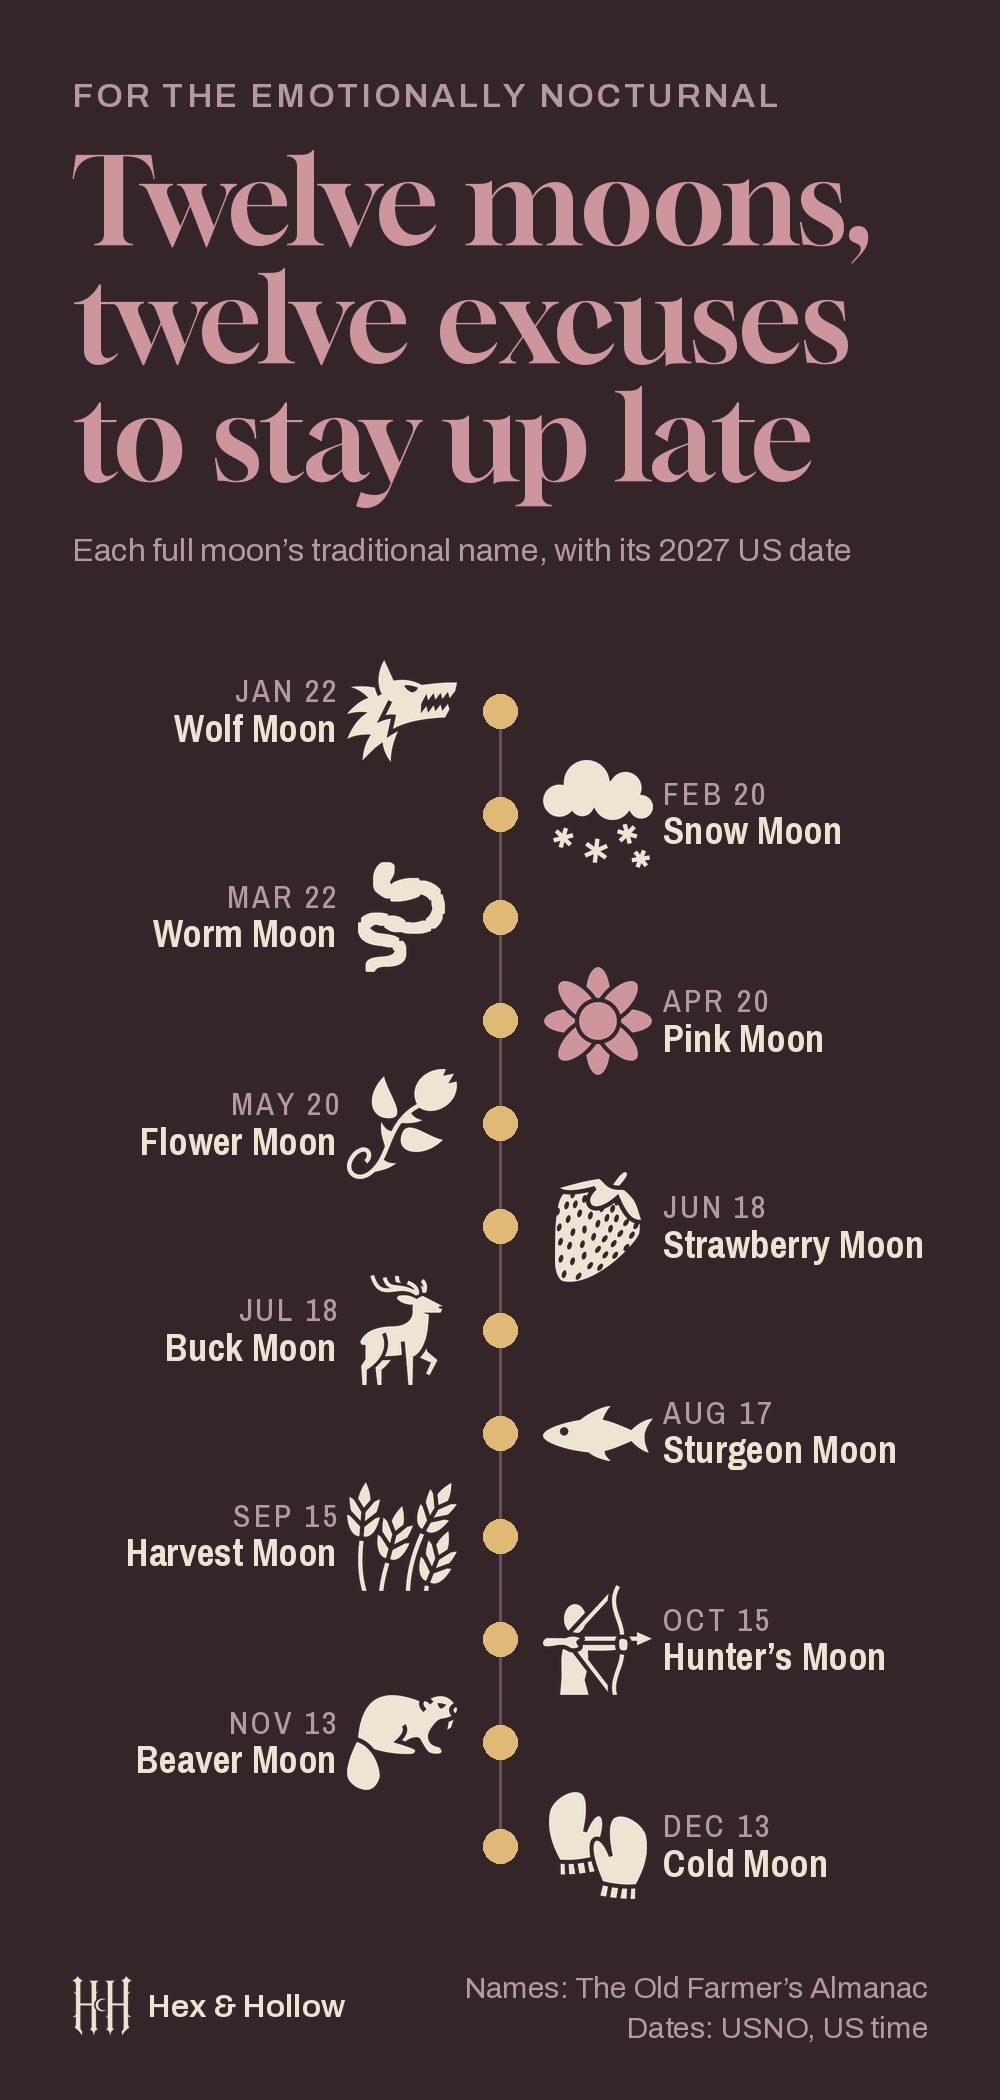 FOR THE EMOTIONALLY NOCTURNAL
Twelve moons,
twelve excuses
to stay up late
Each full moon’s traditional name, with its 2027 US date
JAN 22
Wolf Moon
FEB 20
Snow Moon
MAR 22
Worm Moon
APR 20
Pink Moon
MAY 20
Flower Moon
JUN 18
Strawberry Moon
JUL 18
Buck Moon
AUG 17
Sturgeon Moon
SEP 15
Harvest Moon
OCT 15
Hunter’s Moon
NOV 13
Beaver Moon
DEC 13
Cold Moon
HH
Hex & Hollow
Names: The Old Farmer’s Almanac
Dates: USNO, US time